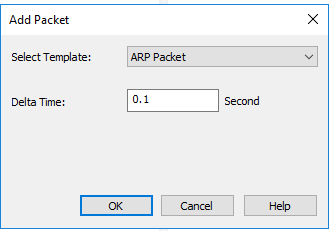 Add Packet
Select Template: ARP Packet
Delta Time: 0.1 Second
OK Cancel Help